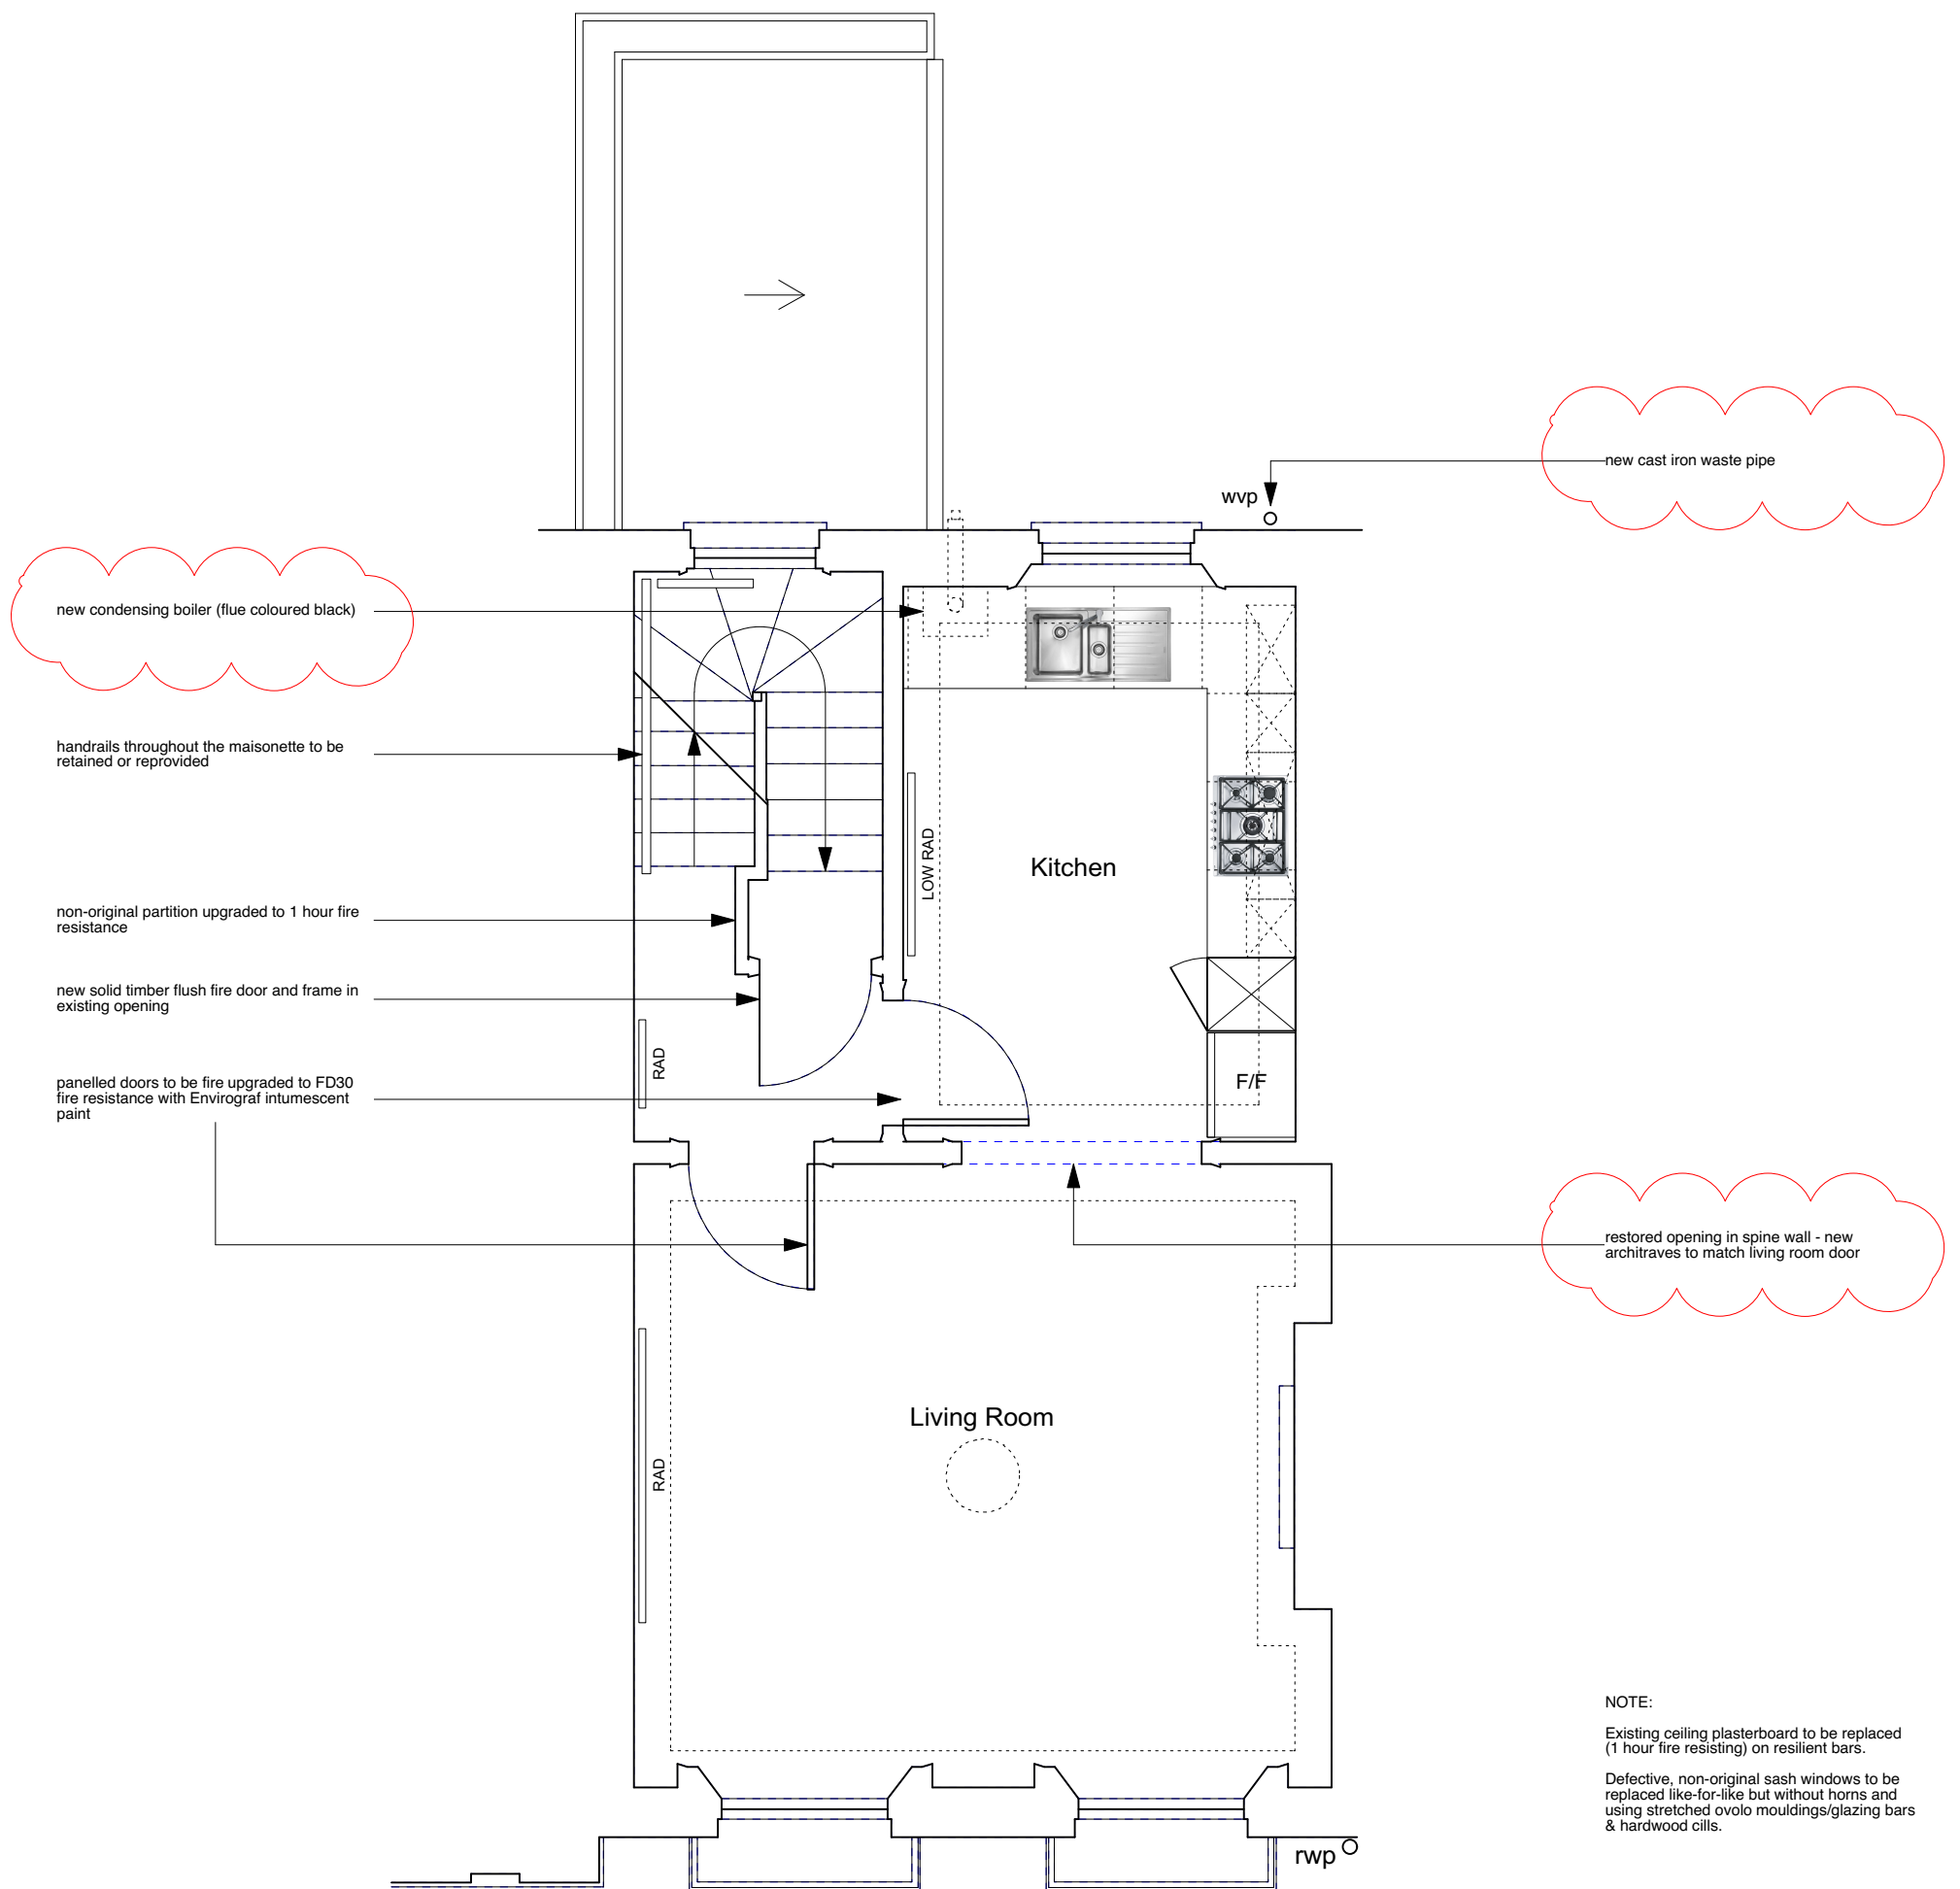 new cast iron waste pipe
wvp
new condensing boiler (flue coloured black)
handrails throughout the maisonette to be
retained or reprovided
LOW RAD
Kitchen
non-original partition upgraded to 1 hour fire
resistance
new solid timber flush fire door and frame in
existing opening
RAD
F/F
panelled doors to be fire upgraded to FD30
fire resistance with Envirograf intumescent
paint
restored opening in spine wall - new
architraves to match living room door
Living Room
RAD
NOTE:
Existing ceiling plasterboard to be replaced
(1 hour fire resisting) on resilient bars.
Defective, non-original sash windows to be
replaced like-for-like but without horns and
using stretched ovolo mouldings/glazing bars
& hardwood cills.
rwp